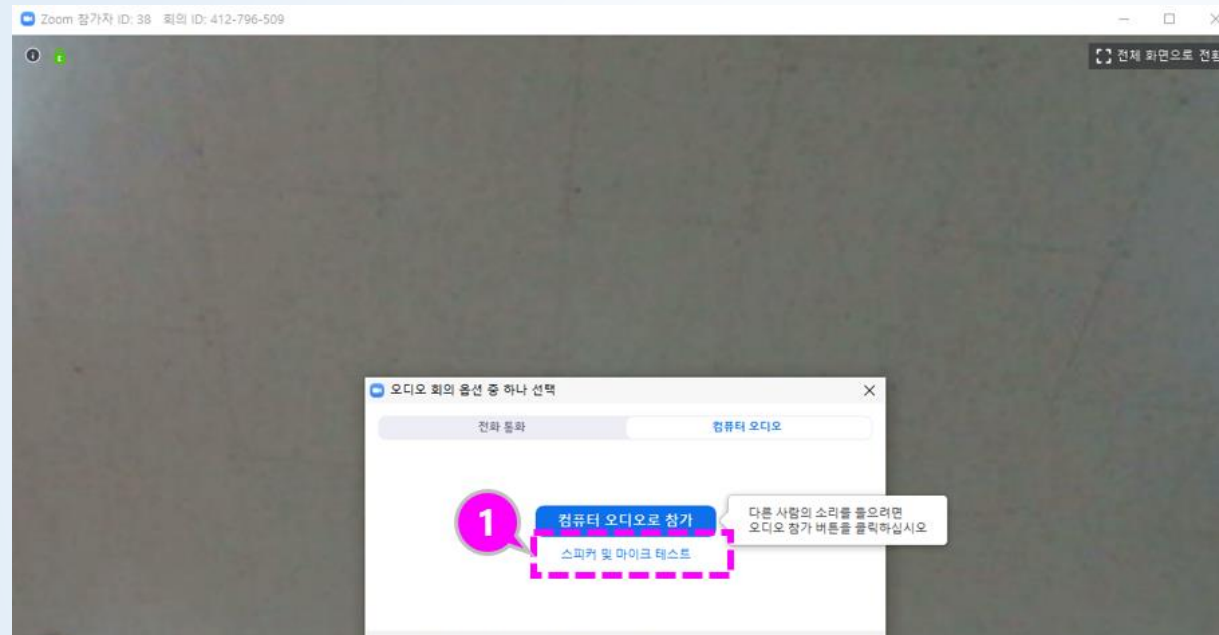 Zoom 참가자 ID: 38 회의 ID: 412-796-509
전체 화면으로 전환
오디오 회의 옵션 중 하나 선택
전화 통화
컴퓨터 오디오
1
컴퓨터 오디오로 참가
다른 사람의 소리를 들으려면
오디오 참가 버튼을 클릭하십시오
스피커 및 마이크 테스트